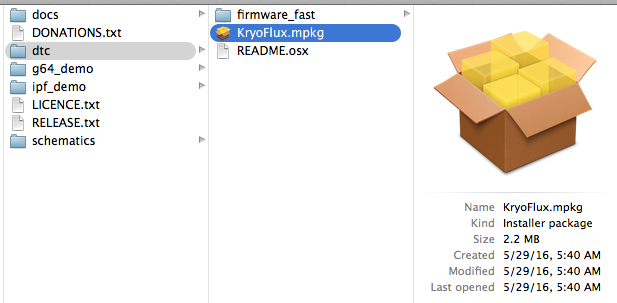 docs
DONATIONS.txt
dtc
g64_demo
ipf_demo
LICENCE.txt
RELEASE.txt
schematics
firmware_fast
KryoFlux.mpkg
README.osx
Name KryoFlux.mpkg
Kind Installer package
Size 2.2 MB
Created 5/29/16, 5:40 AM
Modified 5/29/16, 5:40 AM
Last opened 5/29/16, 5:40 AM